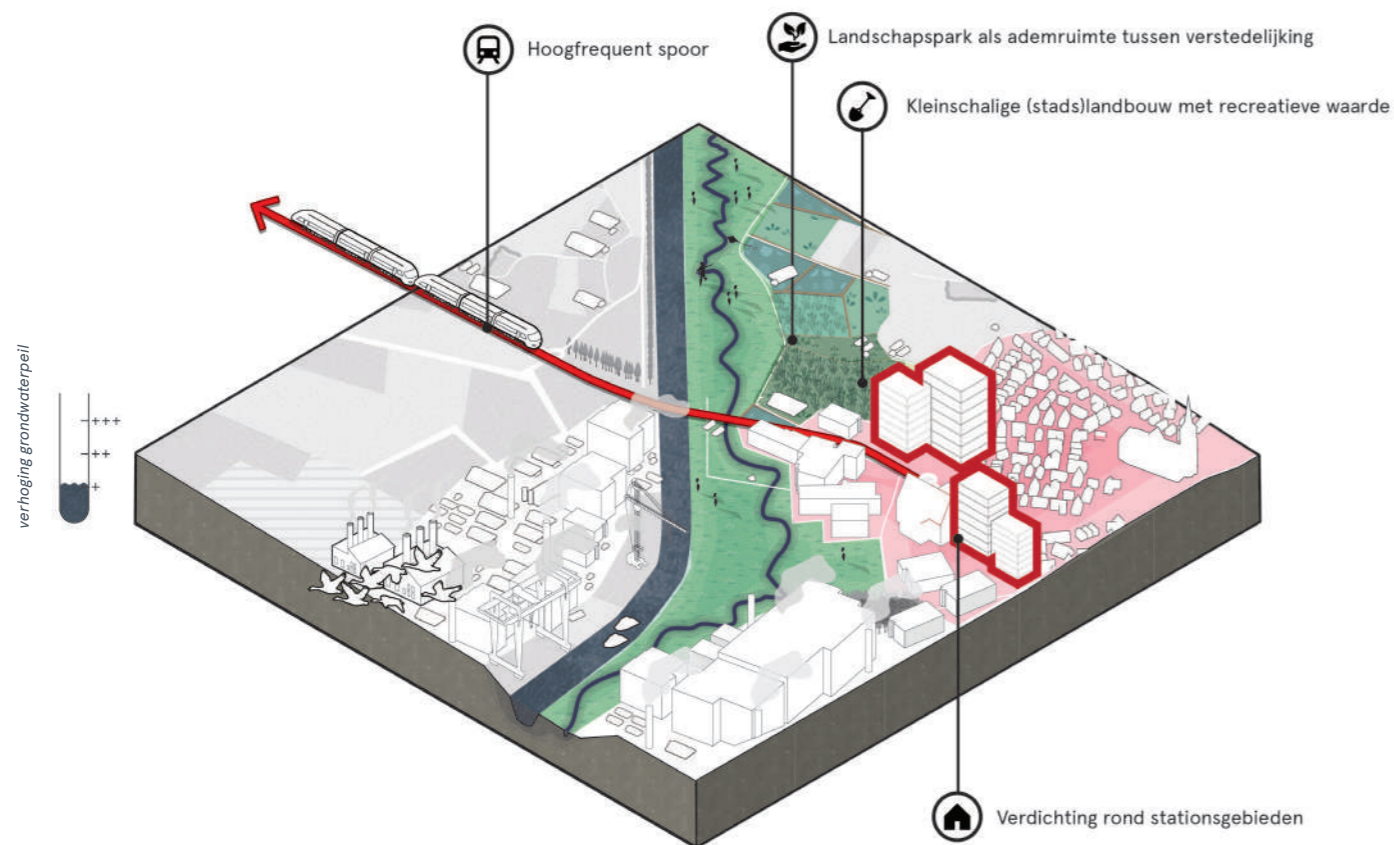 Hoogfrequent spoor
Landschapspark als ademruimte tussen verstedelijking
Kleinschalige (stads)landbouw met recreatieve waarde
verhoging grondwaterpeil
+++
++
+
Verdichting rond stationsgebieden